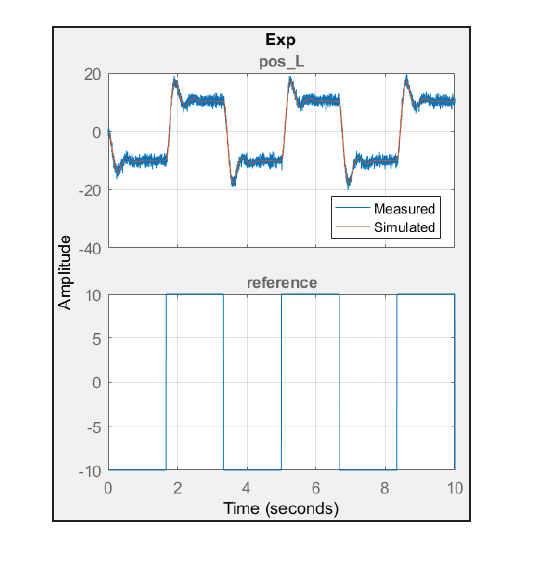 Exp
pos_L
20
0
-20
-40
Measured
Simulated
Amplitude
reference
10
5
0
-5
-10
0 2 4 6 8 10
Time (seconds)